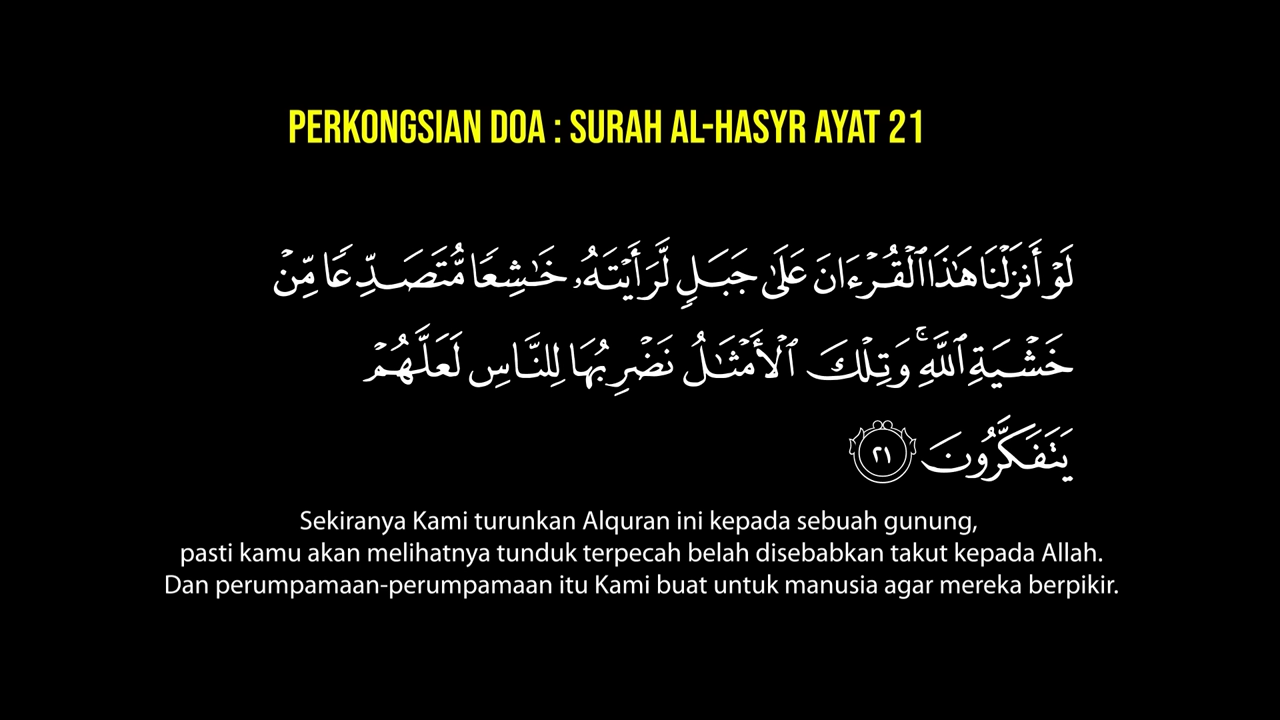 PERKONGSIAN DOA : SURAH AL-HASYR AYAT 21
لَوْ أَنزَلْنَا هَـٰذَا ٱلْقُرْءَانَ عَلَىٰ جَبَلٍ لَّرَأَيْتَهُۥ خَـٰشِعًا مُّتَصَدِّعًا مِّنْ
خَشْيَةِ ٱللَّهِ ۚ وَتِلْكَ ٱلْأَمْثَـٰلُ نَضْرِبُهَا لِلنَّاسِ لَعَلَّهُمْ
يَتَفَكَّرُونَ ٢١
Sekiranya Kami turunkan Alquran ini kepada sebuah gunung,
pasti kamu akan melihatnya tunduk terpecah belah disebabkan takut kepada Allah.
Dan perumpamaan-perumpamaan itu Kami buat untuk manusia agar mereka berpikir.